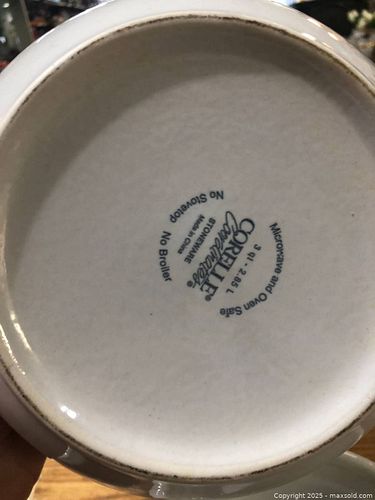 Microwave and Oven Safe
3 qt - 2.85 L
CORELLE®
Coordinates®
STONEWARE
Made in China
No Stovetop No Broiler
Copyright © 2025 - maxsold.com